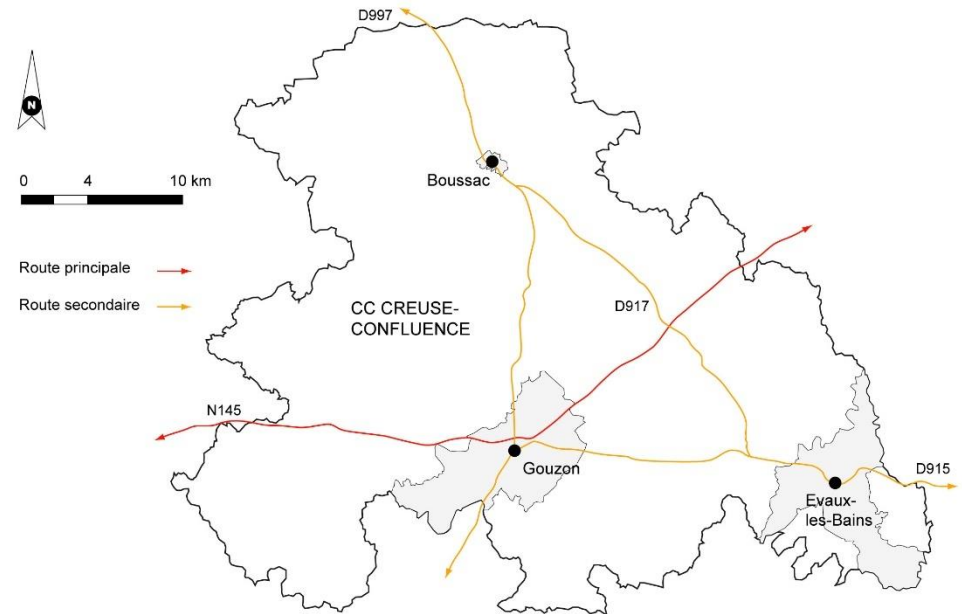 D997
N
0 4 10 km
Boussac
Route principale
Route secondaire
CC CREUSE-
CONFLUENCE
D917
N145
Gouzon
D915
Evaux-
les-Bains